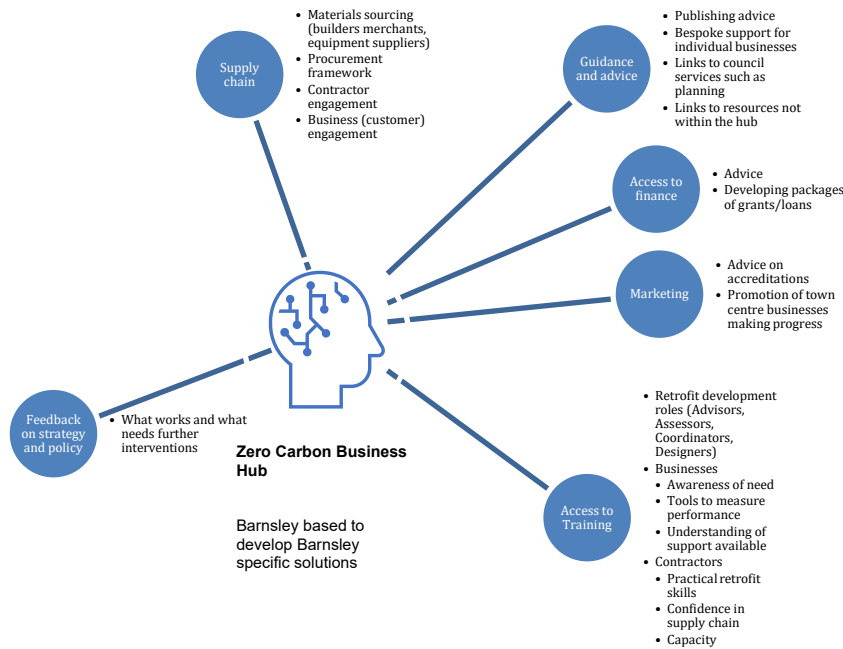 Supply
chain
• Materials sourcing
(builders merchants,
equipment suppliers)
• Procurement
framework
• Contractor
engagement
• Business (customer)
engagement
Guidance
and advice
• Publishing advice
• Bespoke support for
individual businesses
• Links to council
services such as
planning
• Links to resources not
within the hub
Access to
finance
• Advice
• Developing packages
of grants/loans
Marketing
• Advice on
accreditations
• Promotion of town
centre businesses
making progress
Feedback
on strategy
and policy
• What works and what
needs further
interventions
Zero Carbon Business
Hub
Barnsley based to
develop Barnsley
specific solutions
Access to
Training
• Retrofit development
roles (Advisors,
Assessors,
Coordinators,
Designers)
• Businesses
• Awareness of need
• Tools to measure
performance
• Understanding of
support available
• Contractors
• Practical retrofit
skills
• Confidence in
supply chain
• Capacity